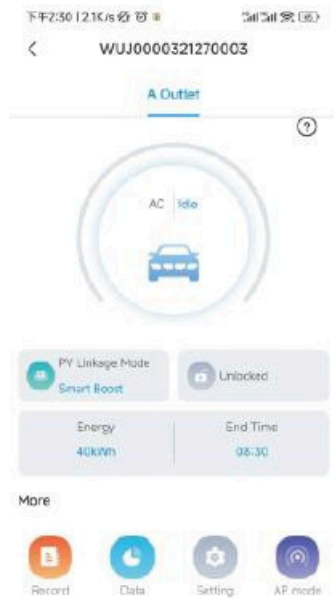 下午2:30 | 2.1K/s
WUJ0000321270003
A Outlet
?
AC | Idle
PV Linkage Mode
Smart Boost
Unlocked
Energy
End Time
40kWh
08:30
More
Record
Data
Setting
AP mode